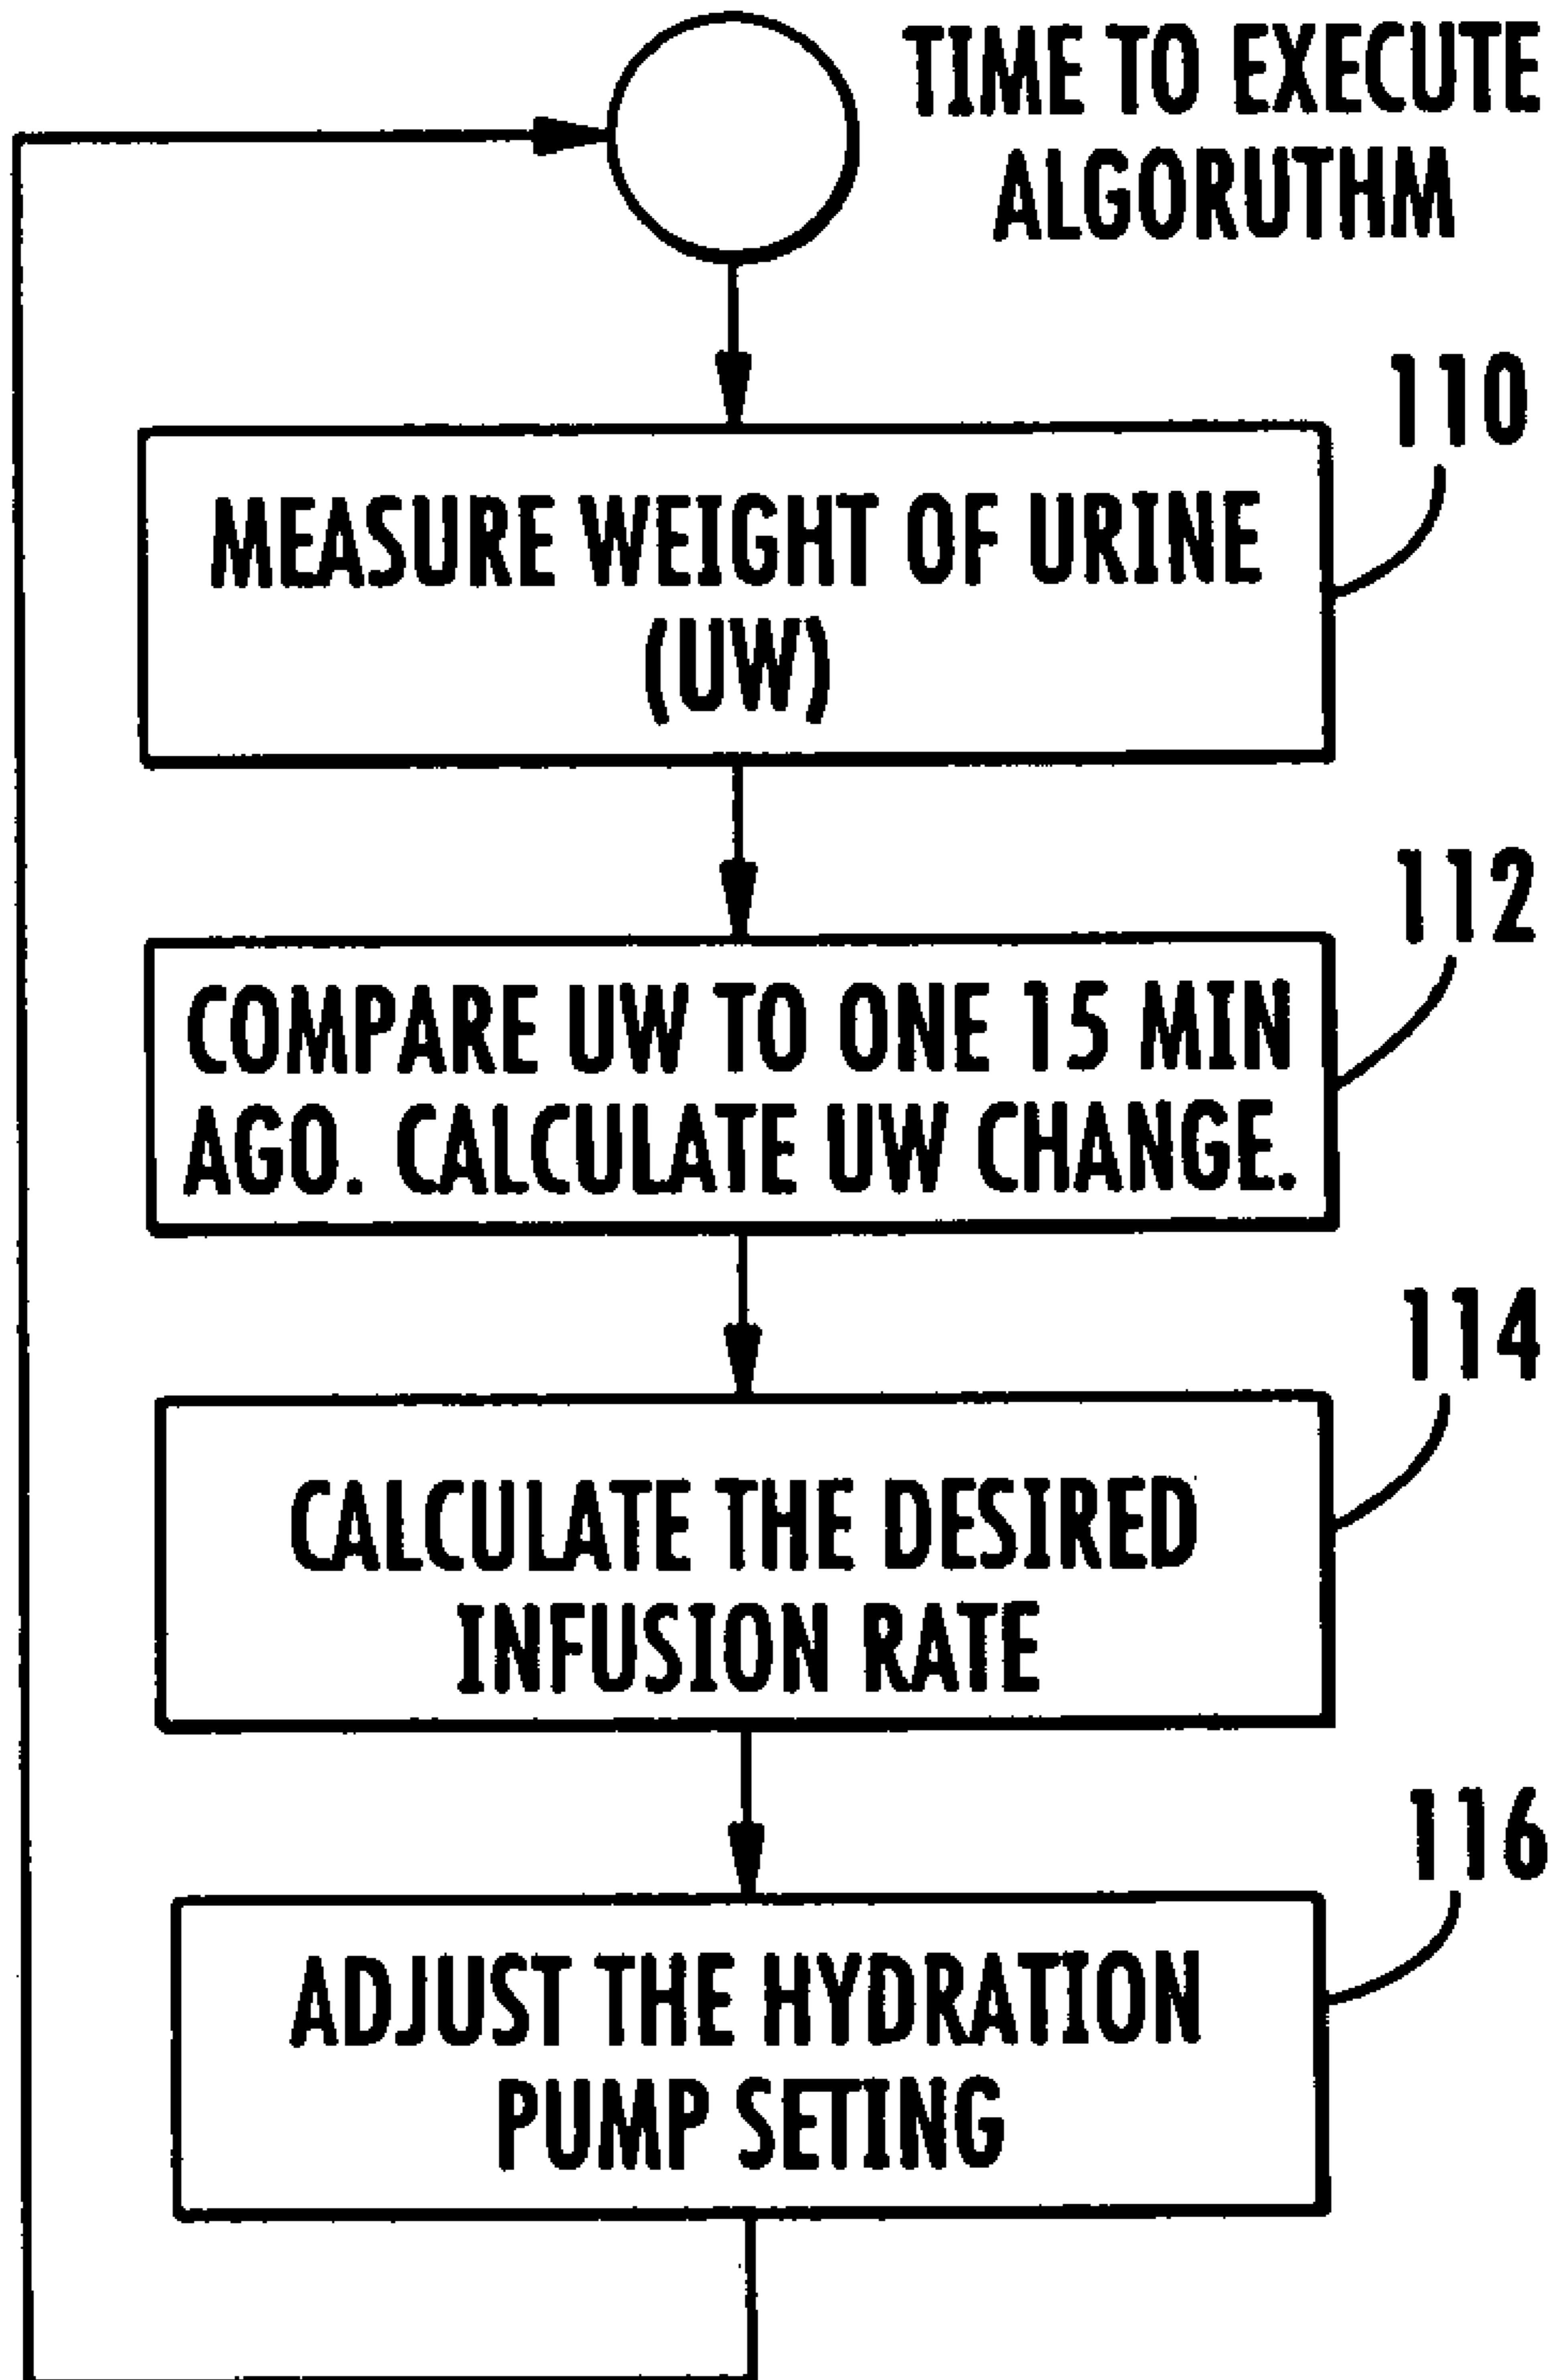 TIME TO EXECUTE
ALGORUTHM
110
MEASURE WEIGHT OF URINE
(UW)
112
COMPARE UW TO ONE 15 MIN
AGO. CALCULATE UW CHANGE.
114
CALCULATE THE DESIRED
INFUSION RATE
116
ADJUST THE HYDRATION
PUMP SETING